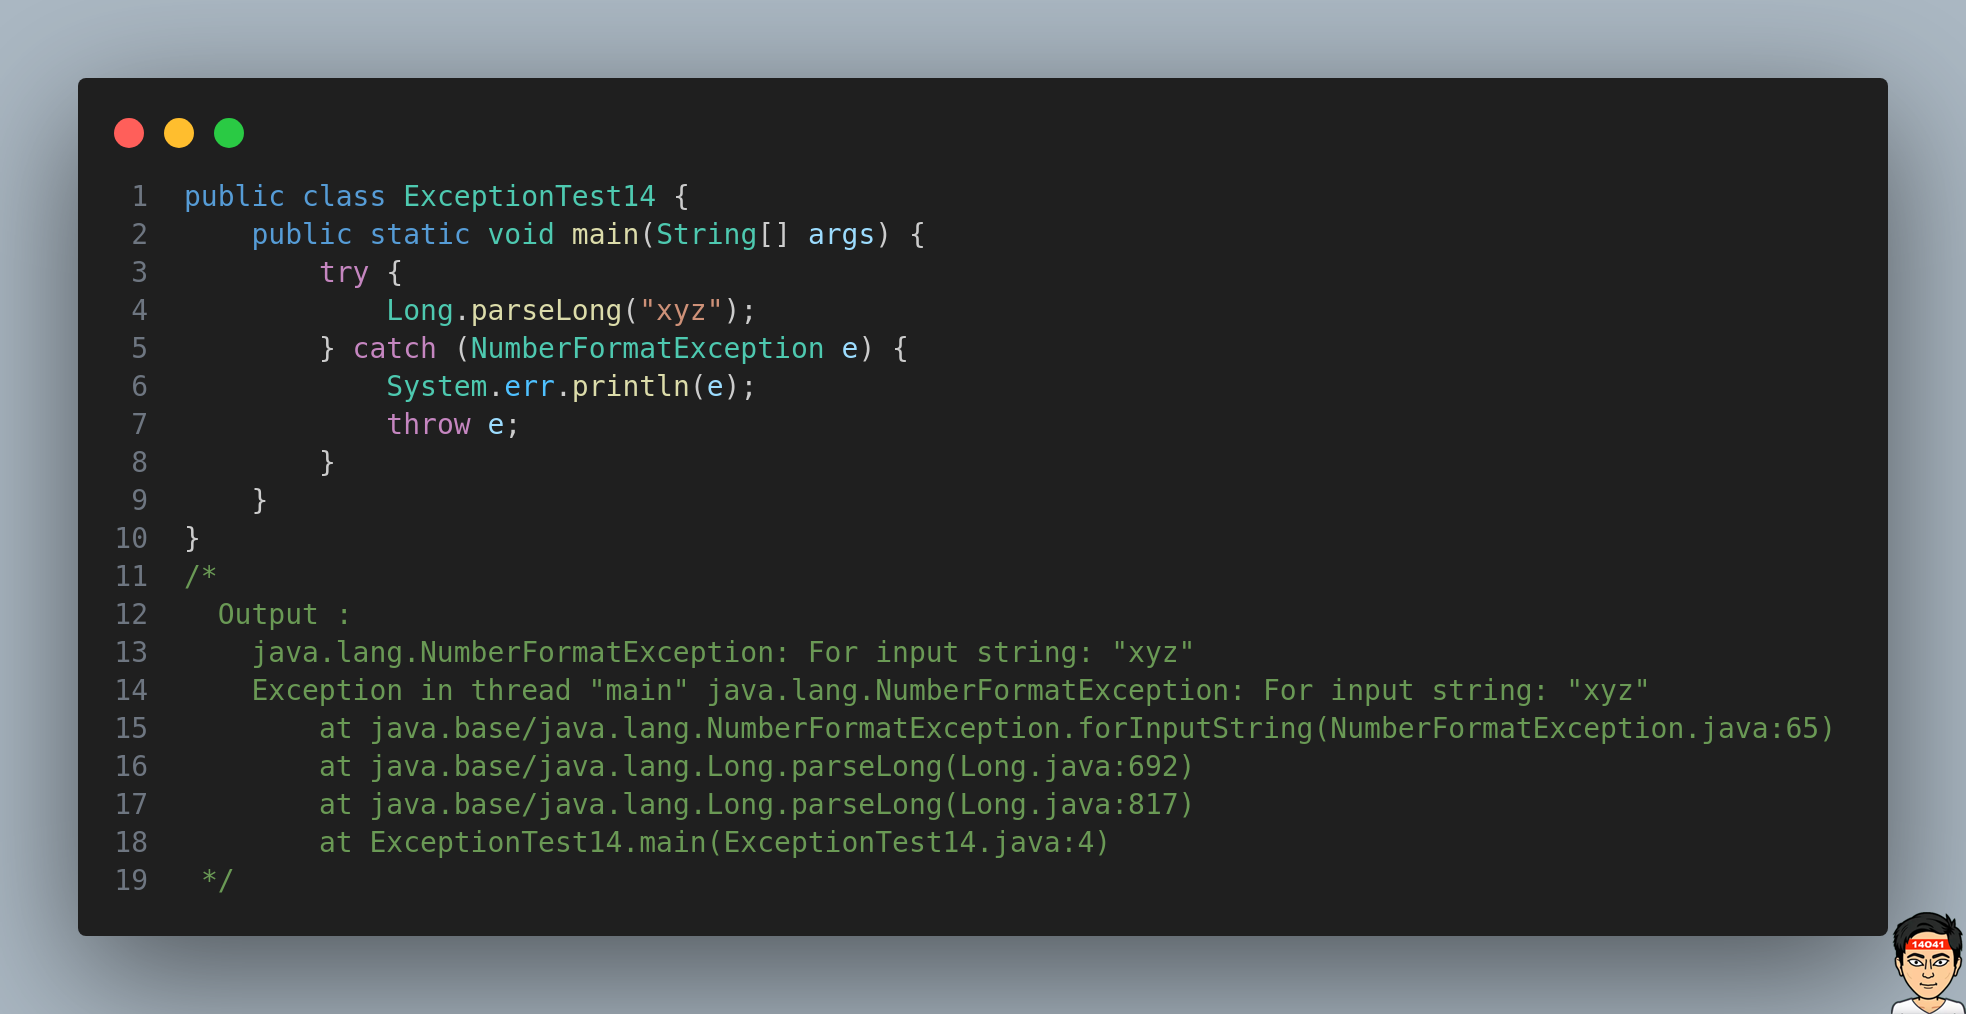 1 public class ExceptionTest14 {
2     public static void main(String[] args) {
3         try {
4             Long.parseLong("xyz");
5         } catch (NumberFormatException e) {
6             System.err.println(e);
7             throw e;
8         }
9     }
10 }
11 /*
12   Output :
13     java.lang.NumberFormatException: For input string: "xyz"
14     Exception in thread "main" java.lang.NumberFormatException: For input string: "xyz"
15         at java.base/java.lang.NumberFormatException.forInputString(NumberFormatException.java:65)
16         at java.base/java.lang.Long.parseLong(Long.java:692)
17         at java.base/java.lang.Long.parseLong(Long.java:817)
18         at ExceptionTest14.main(ExceptionTest14.java:4)
19  */
14041